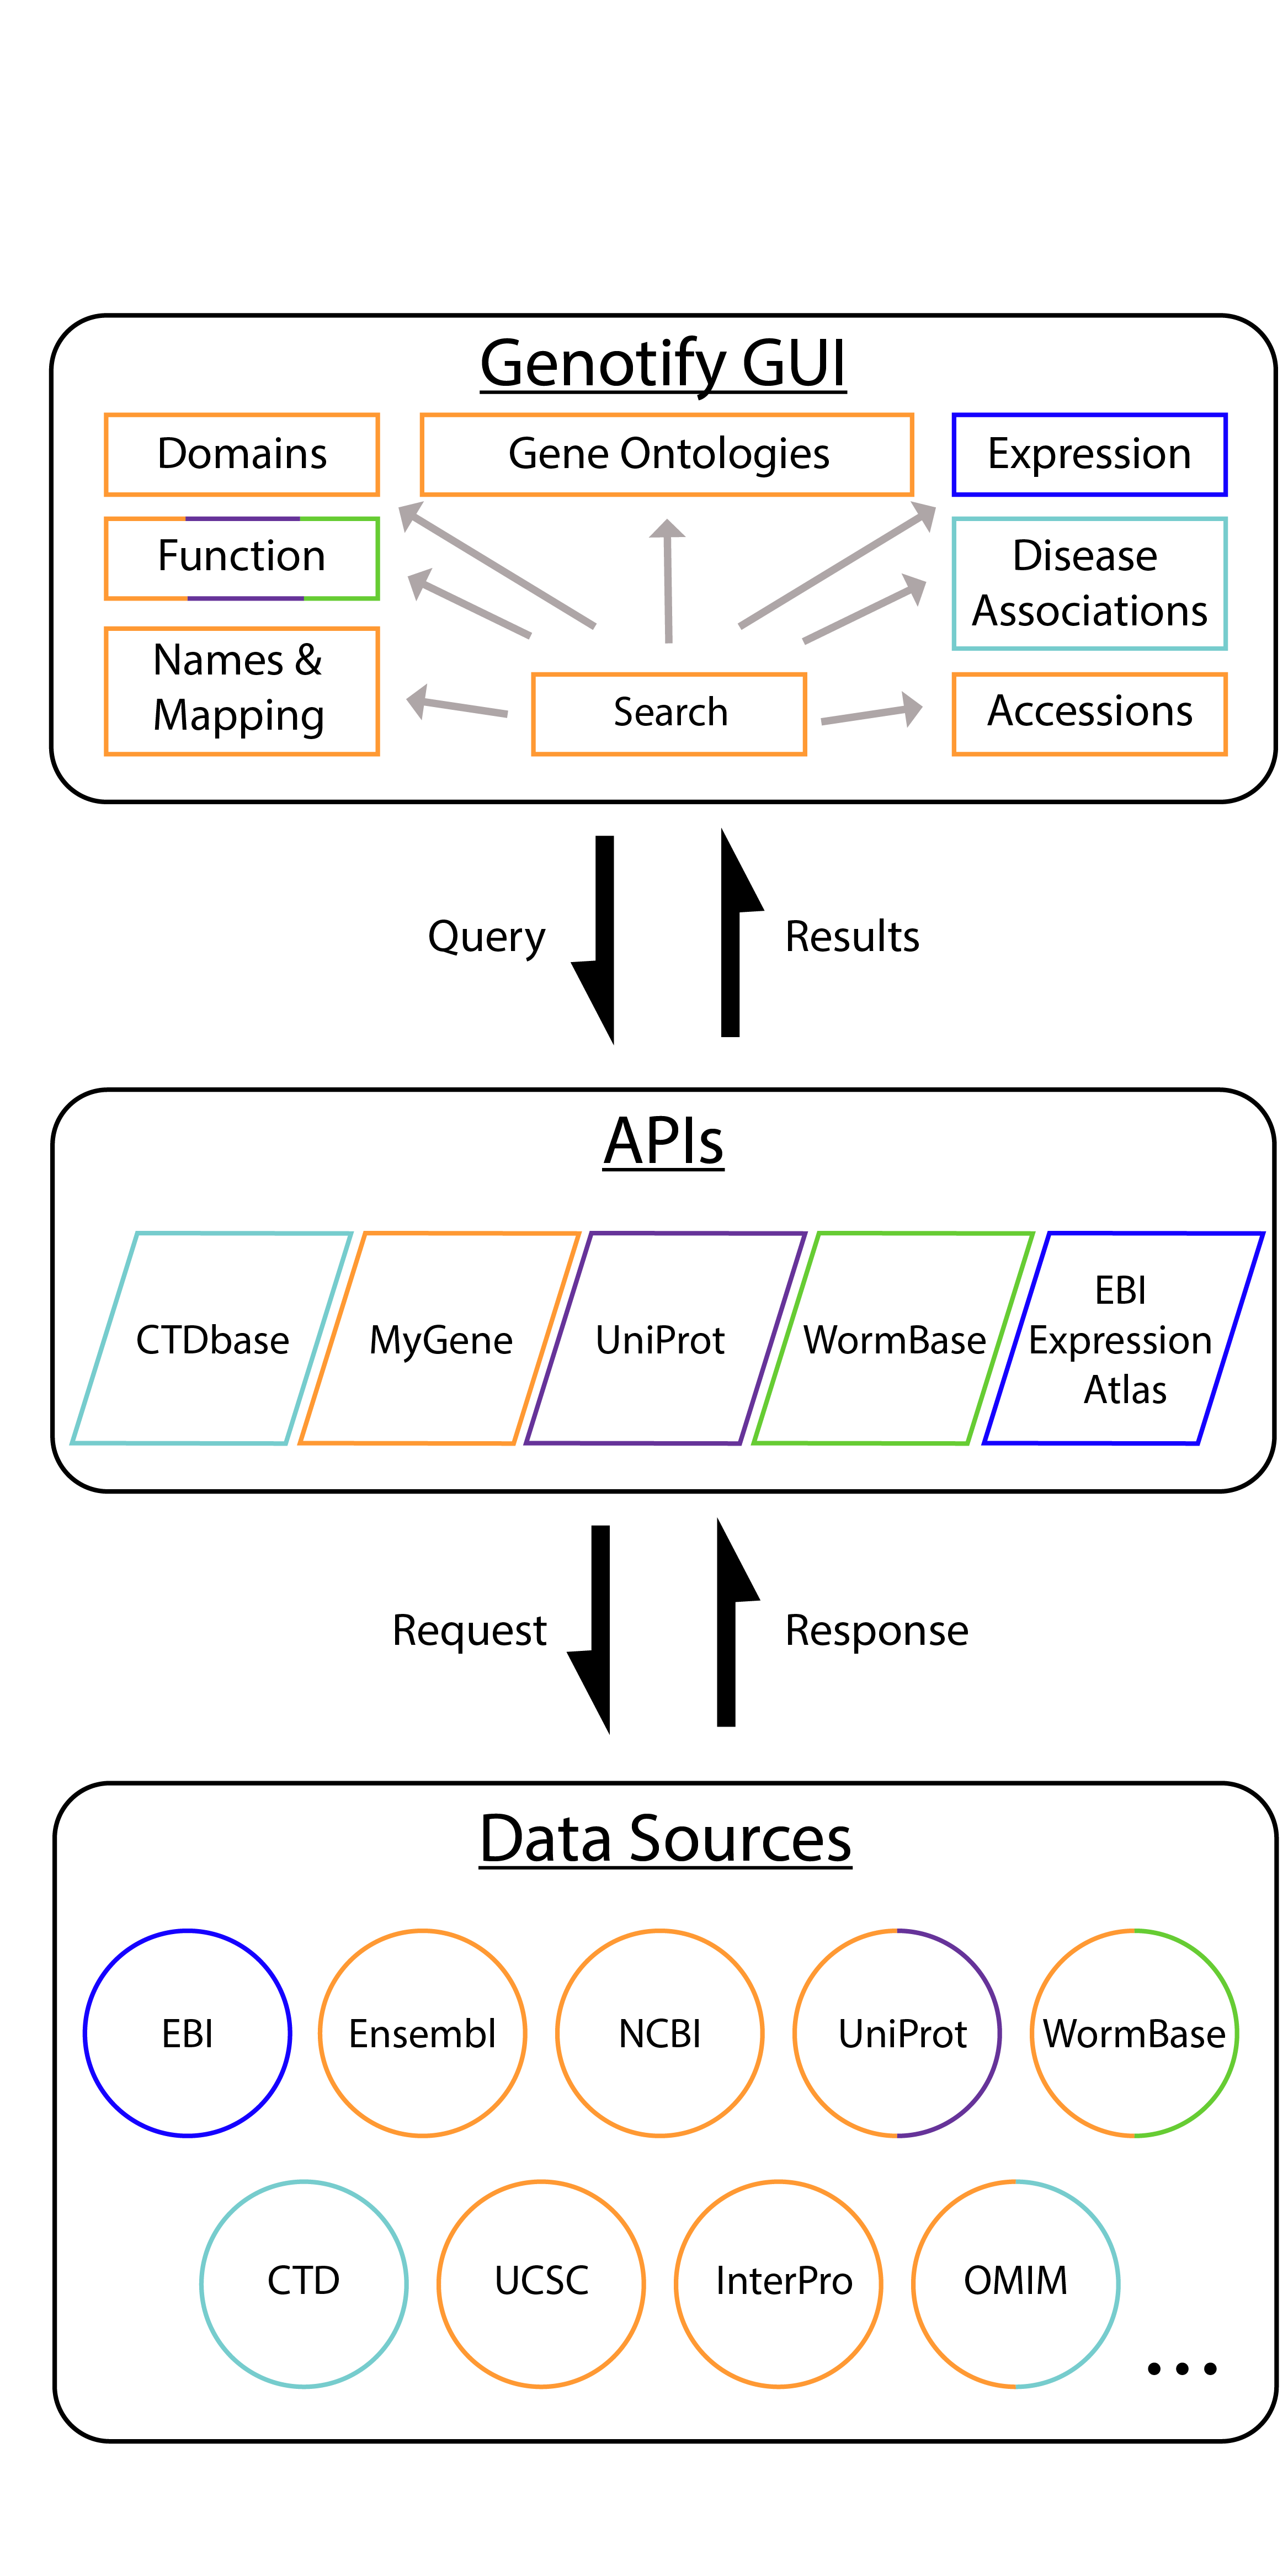 Genotify GUI
Domains
Gene Ontologies
Expression
Function
Disease
Associations
Names &
Mapping
Search
Accessions
Query
Results
APIs
CTDbase
MyGene
UniProt
WormBase
EBI
Expression
Atlas
Request
Response
Data Sources
EBI
Ensembl
NCBI
UniProt
WormBase
CTD
UCSC
InterPro
OMIM
...